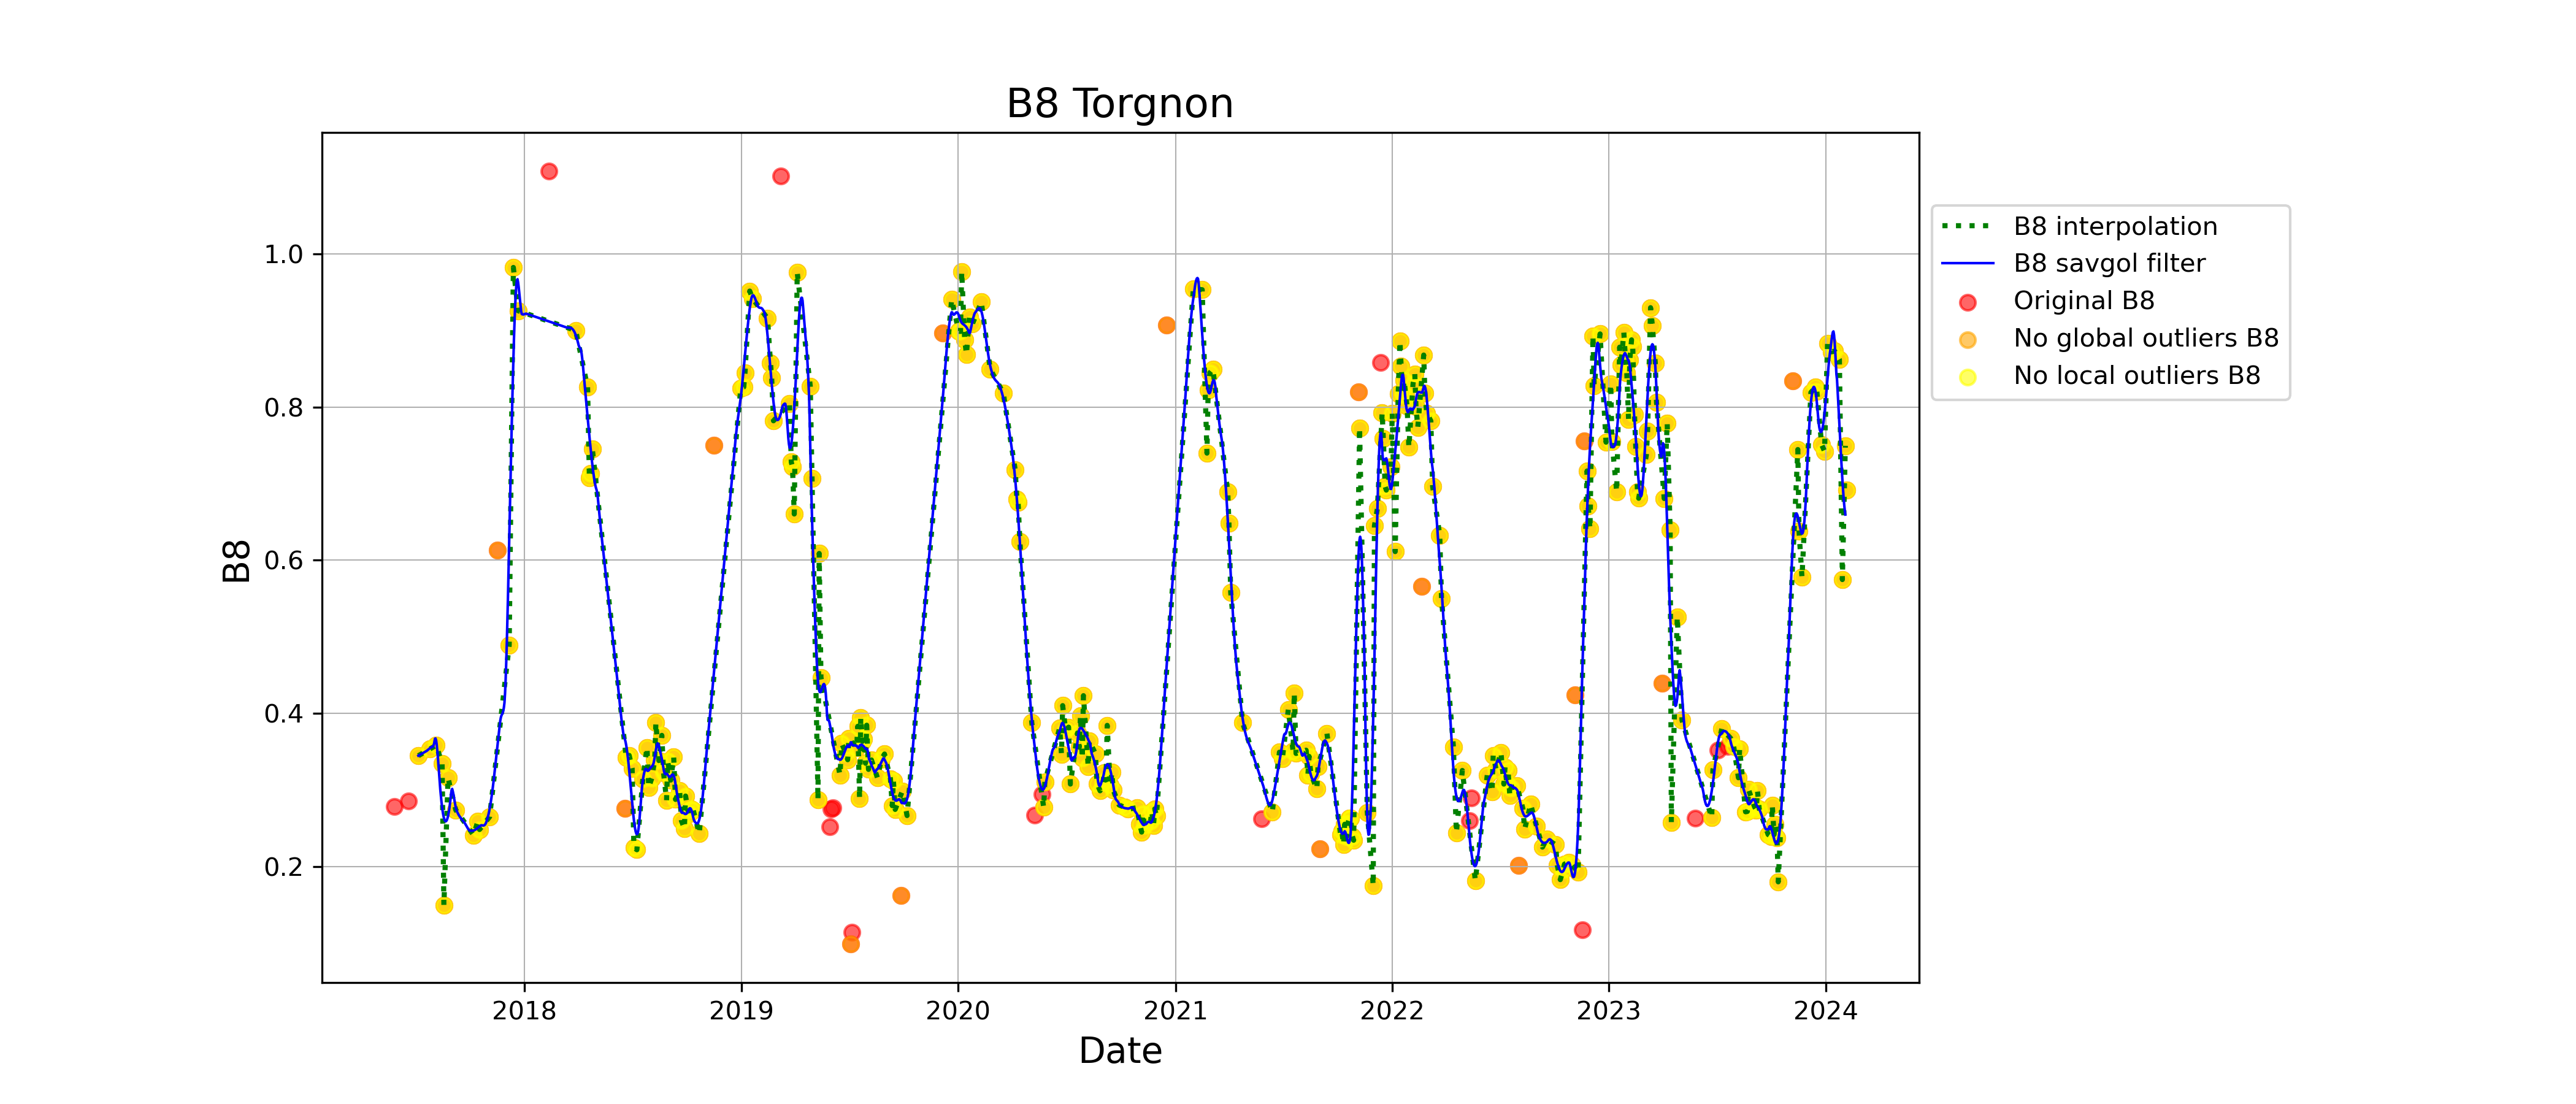 B8 Torgnon
1.0
0.8
0.6
0.4
0.2
B8
2018 2019 2020 2021 2022 2023 2024
Date
B8 interpolation
B8 savgol filter
Original B8
No global outliers B8
No local outliers B8